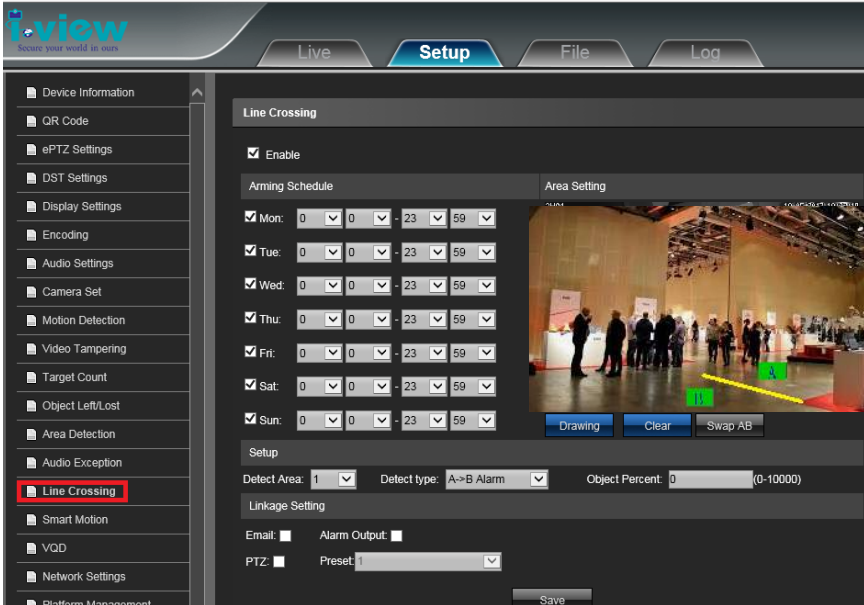 i-view
Secure your world in ours
Live
Setup
File
Log
Device Information
QR Code
ePTZ Settings
DST Settings
Display Settings
Encoding
Audio Settings
Camera Set
Motion Detection
Video Tampering
Target Count
Object Left/Lost
Area Detection
Audio Exception
Line Crossing
Smart Motion
VQD
Network Settings
Platform Management
Line Crossing
Enable
Arming Schedule
Area Setting
Mon: 0 0 - 23 59
Tue: 0 0 - 23 59
Wed: 0 0 - 23 59
Thu: 0 0 - 23 59
Fri: 0 0 - 23 59
Sat: 0 0 - 23 59
Sun: 0 0 - 23 59
A
B
Drawing
Clear
Swap AB
Setup
Detect Area: 1 Detect type: A->B Alarm Object Percent: 0 (0-10000)
Linkage Setting
Email: Alarm Output:
PTZ: Preset 1
Save